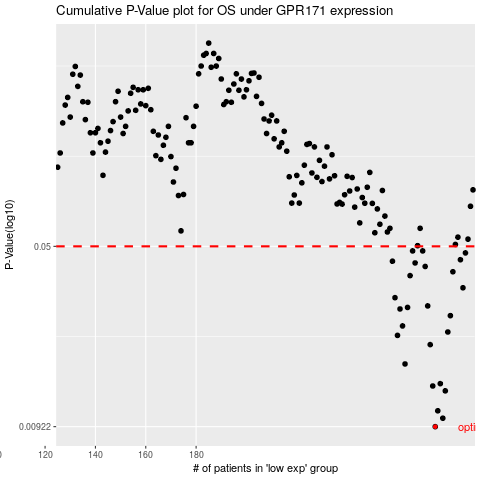 Cumulative P-Value plot for OS under GPR171 expression
P-Value(log10)
0.05
0.00922
opti
0
120
140
160
180
# of patients in 'low exp' group